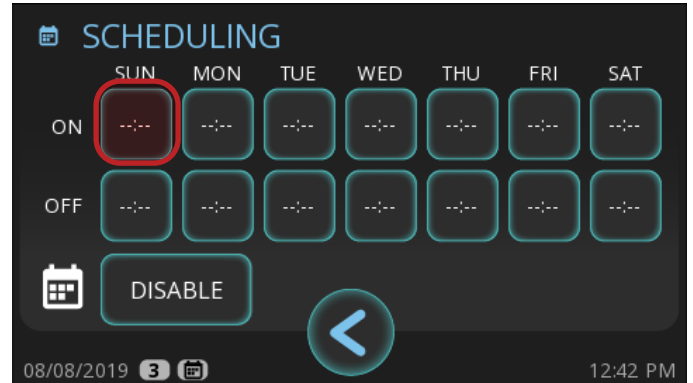 SCHEDULING
SUN MON TUE WED THU FRI SAT
ON --:-- --:-- --:-- --:-- --:-- --:-- --:--
OFF --:-- --:-- --:-- --:-- --:-- --:-- --:--
DISABLE
08/08/2019 3 12:42 PM